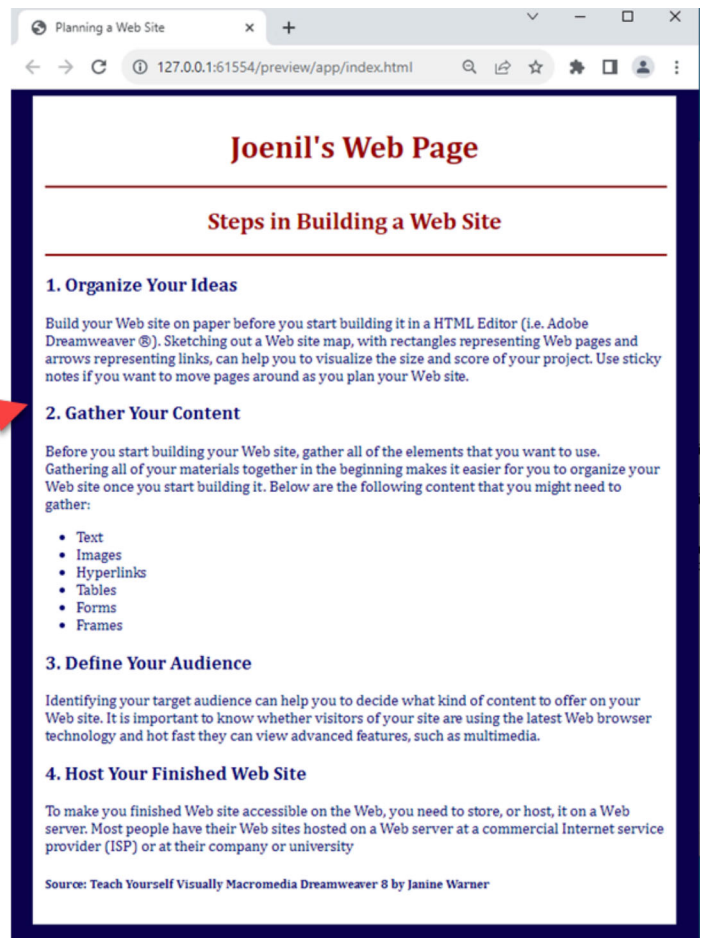 Planning a Web Site
127.0.0.1:61554/preview/app/index.html
Joenil's Web Page
Steps in Building a Web Site
1. Organize Your Ideas
Build your Web site on paper before you start building it in a HTML Editor (i.e. Adobe
Dreamweaver ®). Sketching out a Web site map, with rectangles representing Web pages and
arrows representing links, can help you to visualize the size and score of your project. Use sticky
notes if you want to move pages around as you plan your Web site.
2. Gather Your Content
Before you start building your Web site, gather all of the elements that you want to use.
Gathering all of your materials together in the beginning makes it easier for you to organize your
Web site once you start building it. Below are the following content that you might need to
gather:
• Text
• Images
• Hyperlinks
• Tables
• Forms
• Frames
3. Define Your Audience
Identifying your target audience can help you to decide what kind of content to offer on your
Web site. It is important to know whether visitors of your site are using the latest Web browser
technology and hot fast they can view advanced features, such as multimedia.
4. Host Your Finished Web Site
To make you finished Web site accessible on the Web, you need to store, or host, it on a Web
server. Most people have their Web sites hosted on a Web server at a commercial Internet service
provider (ISP) or at their company or university
Source: Teach Yourself Visually Macromedia Dreamweaver 8 by Janine Warner